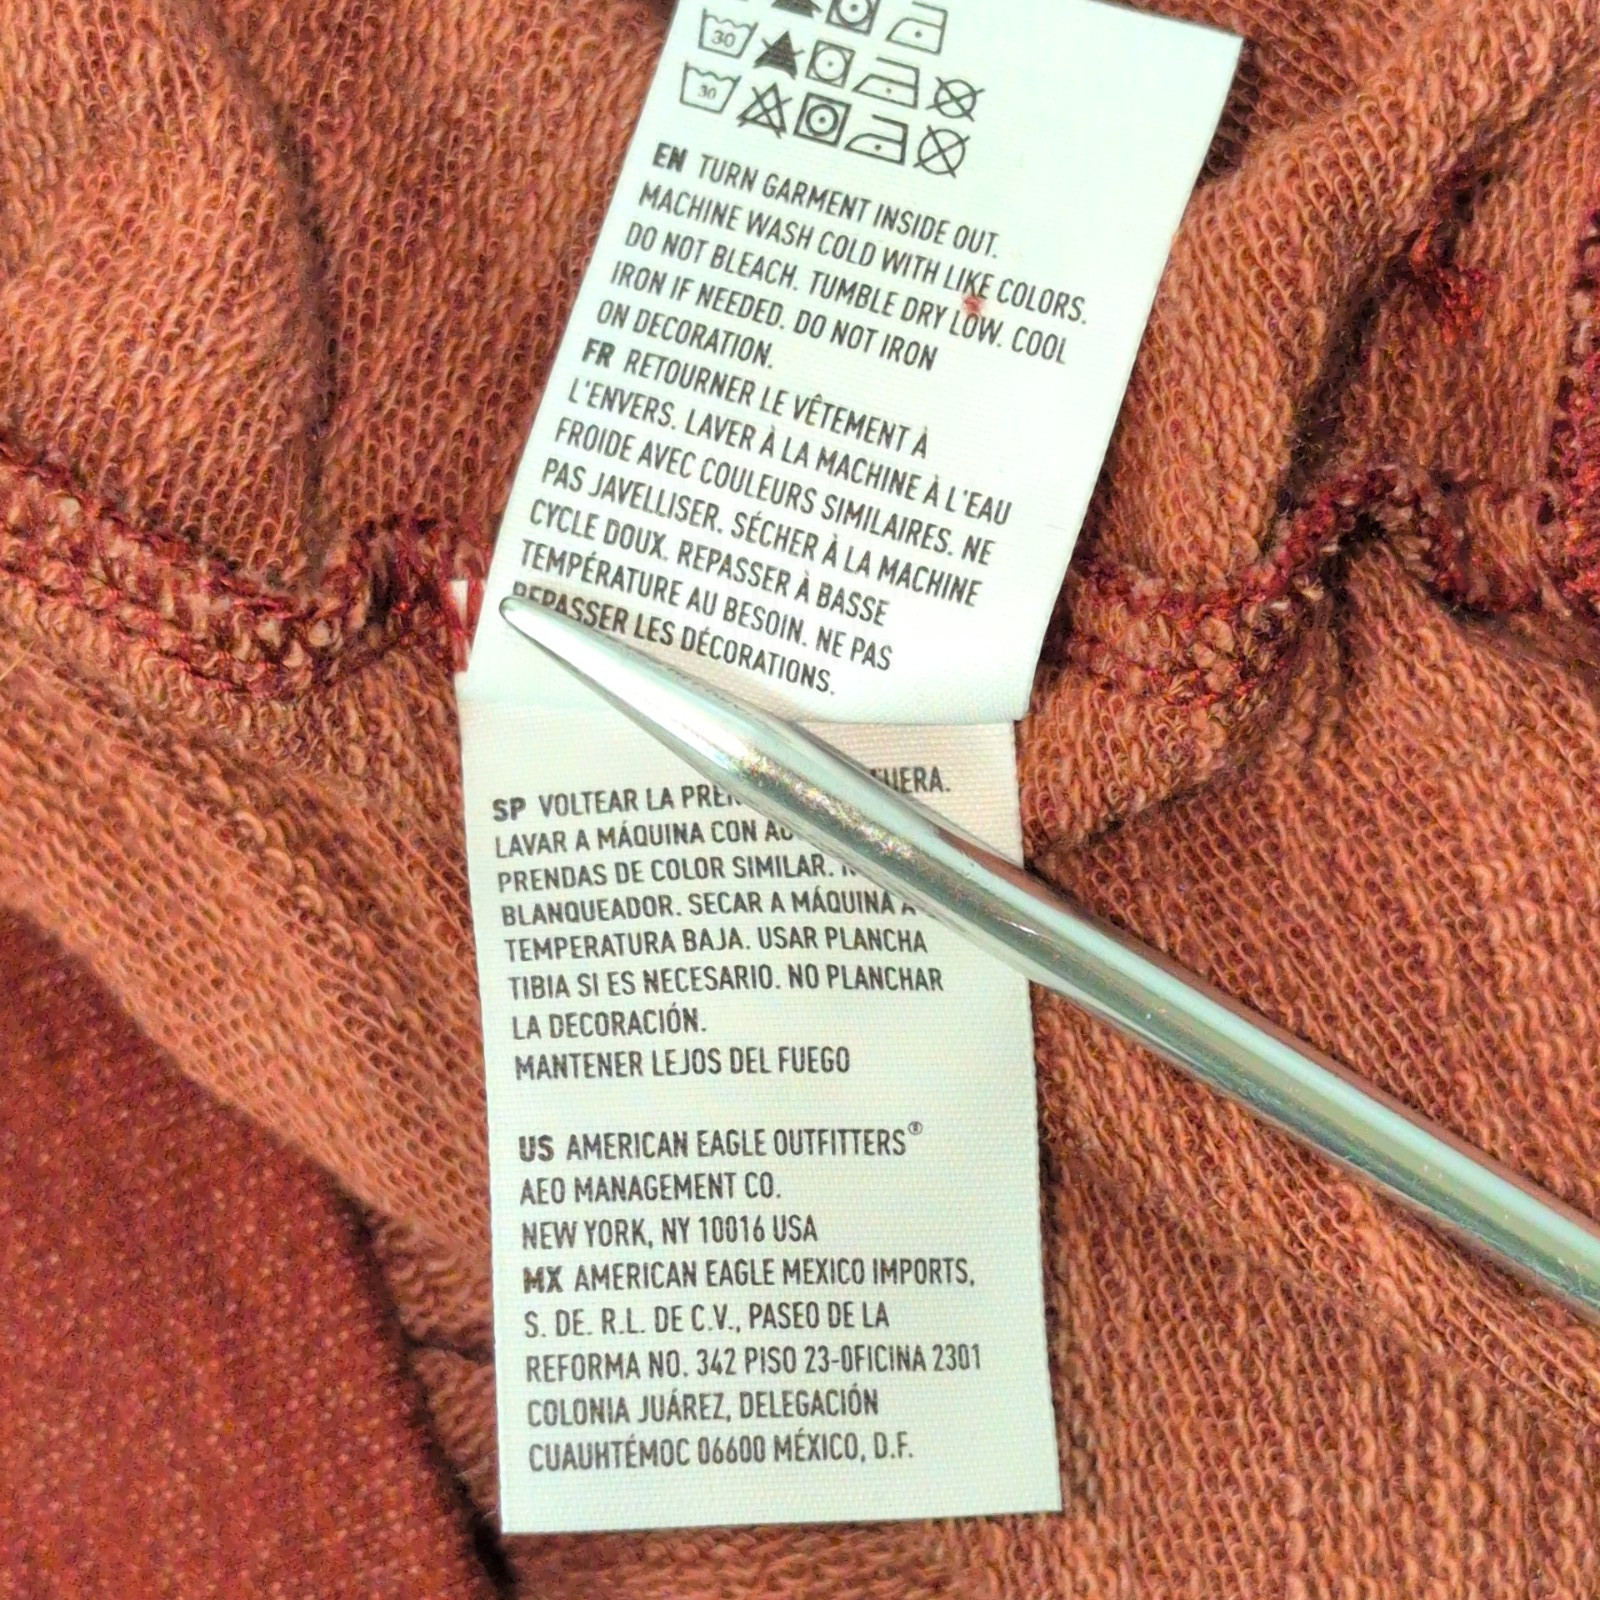 30
30
EN TURN GARMENT INSIDE OUT.
MACHINE WASH COLD WITH LIKE COLORS.
DO NOT BLEACH. TUMBLE DRY LOW. COOL
IRON IF NEEDED. DO NOT IRON
ON DECORATION.
FR RETOURNER LE VÊTEMENT À
L'ENVERS. LAVER À LA MACHINE À L'EAU
FROIDE AVEC COULEURS SIMILAIRES. NE
PAS JAVELLISER. SÉCHER À LA MACHINE
CYCLE DOUX. REPASSER À BASSE
TEMPÉRATURE AU BESOIN. NE PAS
REPASSER LES DÉCORATIONS.
SP VOLTEAR LA
LAVAR A MÁQUINA CON
PRENDAS DE COLOR SIMILAR.
BLANQUEADOR. SECAR A MÁQUINA
TEMPERATURA BAJA. USAR PLANCHA
TIBIA SI ES NECESARIO. NO PLANCHAR
LA DECORACIÓN.
MANTENER LEJOS DEL FUEGO
US AMERICAN EAGLE OUTFITTERS®
AEO MANAGEMENT CO.
NEW YORK, NY 10016 USA
MX AMERICAN EAGLE MEXICO IMPORTS,
S. DE. R.L. DE C.V., PASEO DE LA
REFORMA NO. 342 PISO 23-OFICINA 2301
COLONIA JUÁREZ, DELEGACIÓN
CUAUHTÉMOC 06600 MÉXICO, D.F.